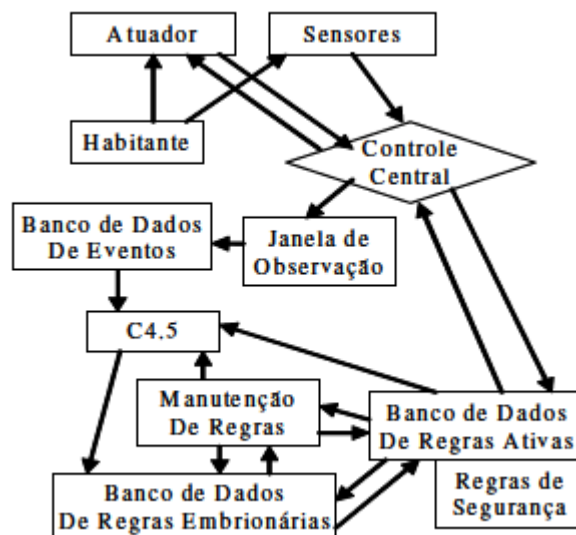 Atuador
Sensores
Habitante
Controle
Central
Banco de Dados
De Eventos
Janela de
Observação
C4.5
Manutenção
De Regras
Banco de Dados
De Regras Ativas
Banco de Dados
De Regras Embrionárias
Regras de
Segurança